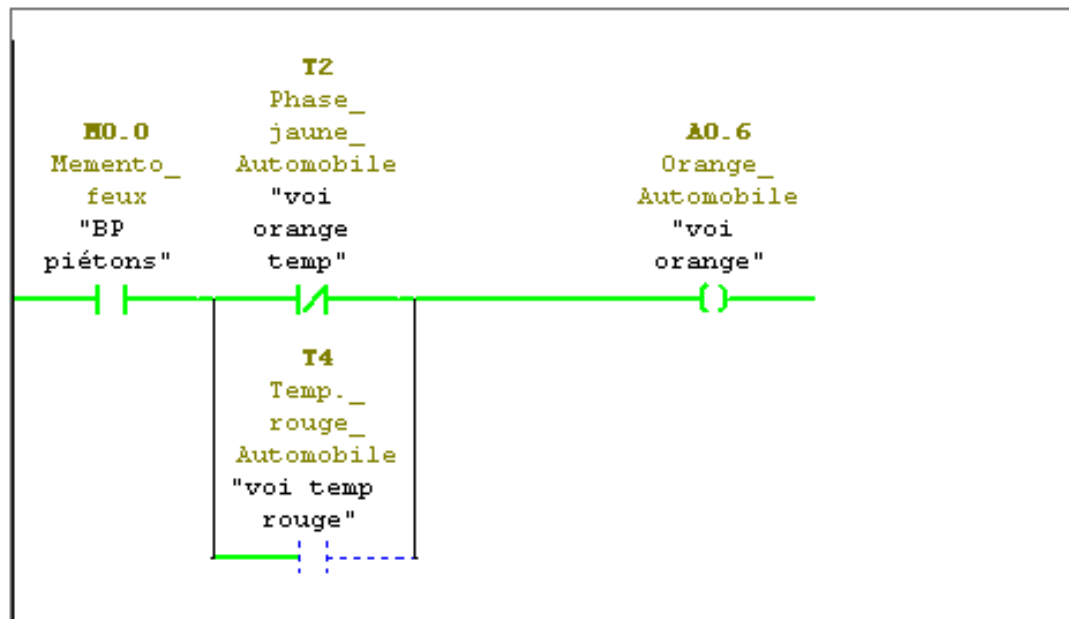 T2
Phase_
jaune_
Automobile
"voi
orange
temp"
M0.0
Memento_
feux
"BP
piétons"
A0.6
Orange_
Automobile
"voi
orange"
T4
Temp._
rouge_
Automobile
"voi temp
rouge"